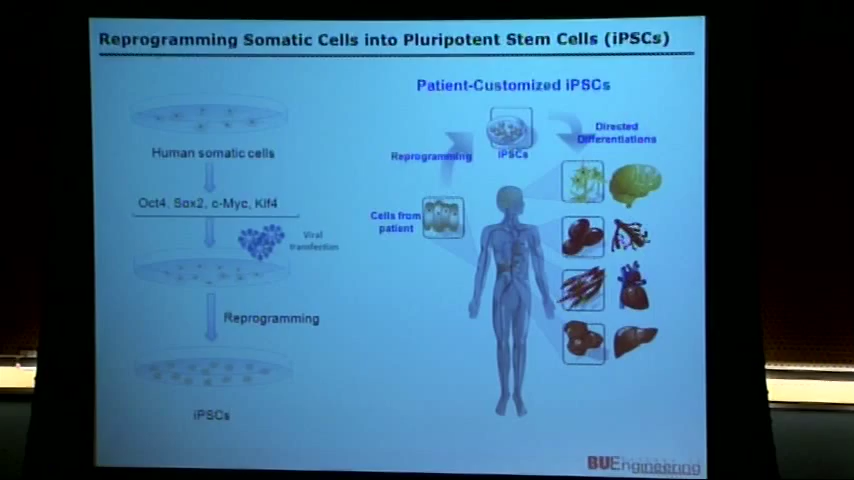 Reprogramming Somatic Cells into Pluripotent Stem Cells (iPSCs)
Human somatic cells
Oct4, Sox2, c-Myc, Klf4
Viral
transfection
Reprogramming
iPSCs
Patient-Customized iPSCs
Reprogramming
iPSCs
Directed
Differentiations
Cells from
patient
BUEngineering